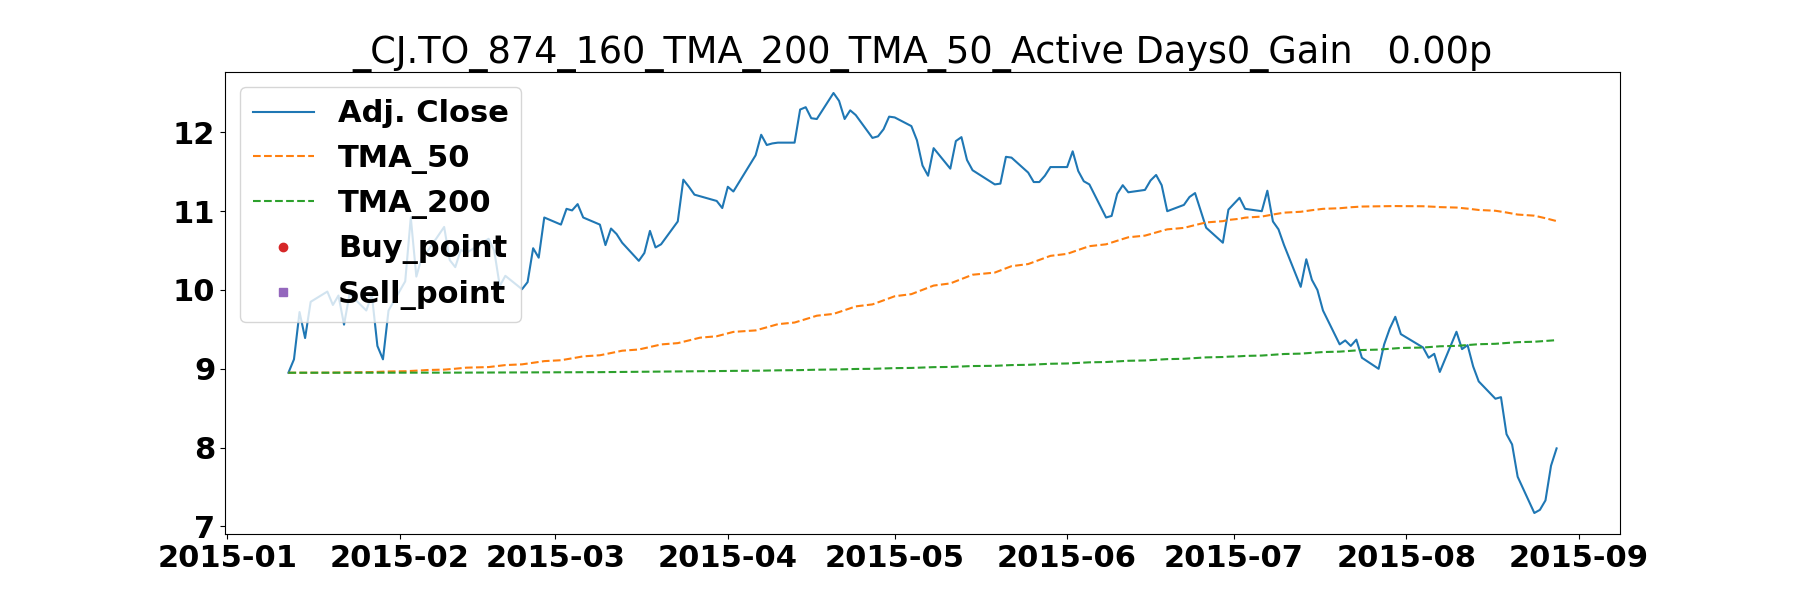 _CJ.TO_874_160_TMA_200_TMA_50_Active Days0_Gain   0.00p
Adj. Close
TMA_50
TMA_200
Buy_point
Sell_point
12
11
10
9
8
7
2015-01 2015-02 2015-03 2015-04 2015-05 2015-06 2015-07 2015-08 2015-09